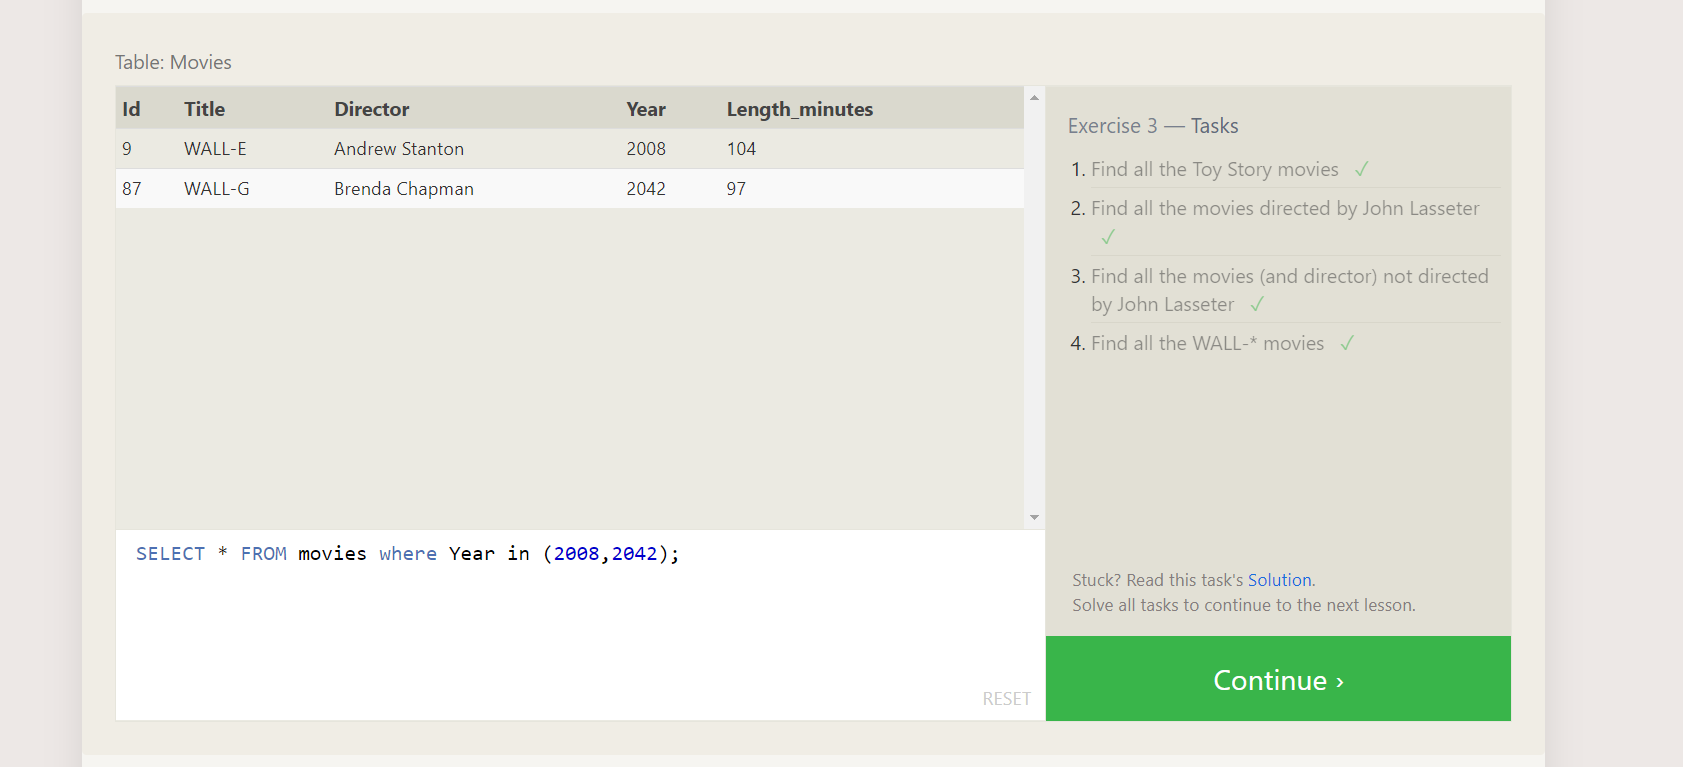 Table: Movies
Id Title Director Year Length_minutes
9 WALL-E Andrew Stanton 2008 104
87 WALL-G Brenda Chapman 2042 97
SELECT * FROM movies where Year in (2008,2042);
RESET
Exercise 3 — Tasks
1. Find all the Toy Story movies ✓
2. Find all the movies directed by John Lasseter
✓
3. Find all the movies (and director) not directed
by John Lasseter ✓
4. Find all the WALL-* movies ✓
Stuck? Read this task's Solution.
Solve all tasks to continue to the next lesson.
Continue ›